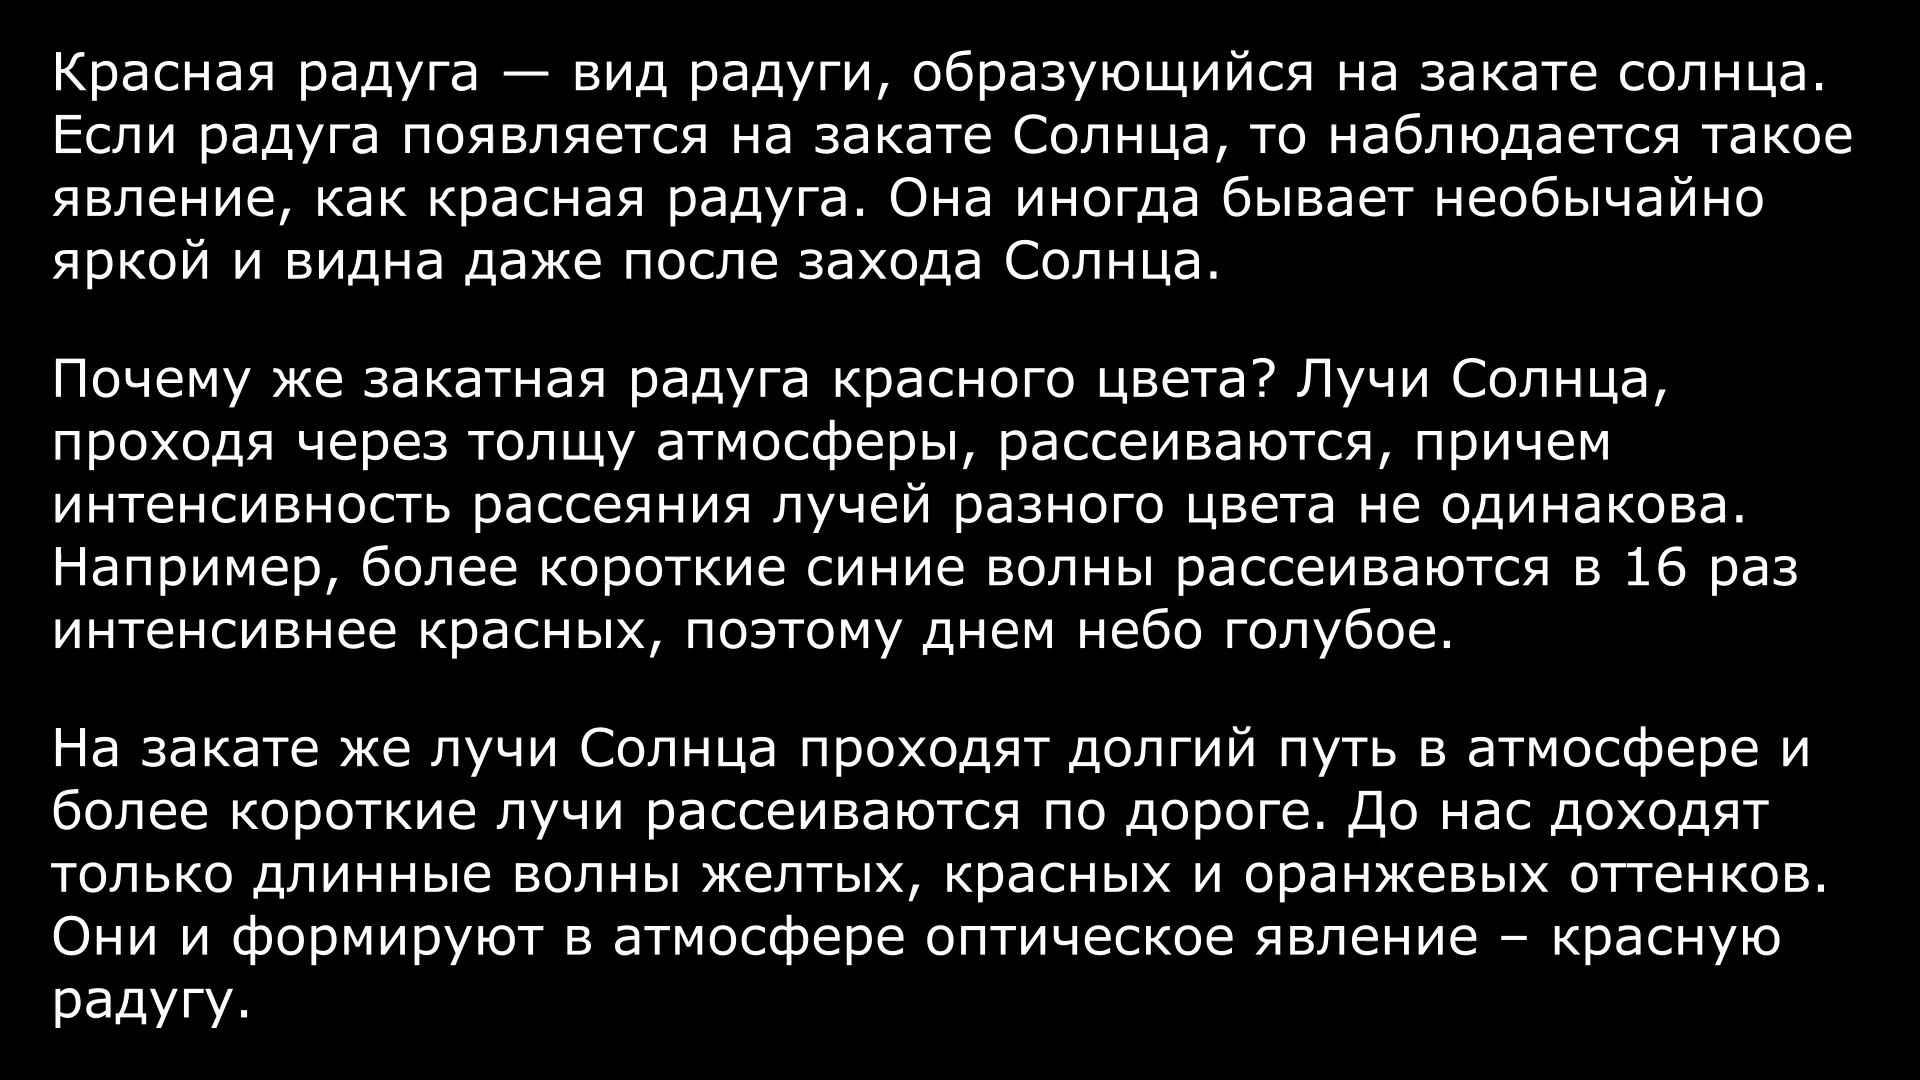 Красная радуга — вид радуги, образующийся на закате солнца.
Если радуга появляется на закате Солнца, то наблюдается такое
явление, как красная радуга. Она иногда бывает необычайно
яркой и видна даже после захода Солнца.
Почему же закатная радуга красного цвета? Лучи Солнца,
проходя через толщу атмосферы, рассеиваются, причем
интенсивность рассеяния лучей разного цвета не одинакова.
Например, более короткие синие волны рассеиваются в 16 раз
интенсивнее красных, поэтому днем небо голубое.
На закате же лучи Солнца проходят долгий путь в атмосфере и
более короткие лучи рассеиваются по дороге. До нас доходят
только длинные волны желтых, красных и оранжевых оттенков.
Они и формируют в атмосфере оптическое явление – красную
радугу.